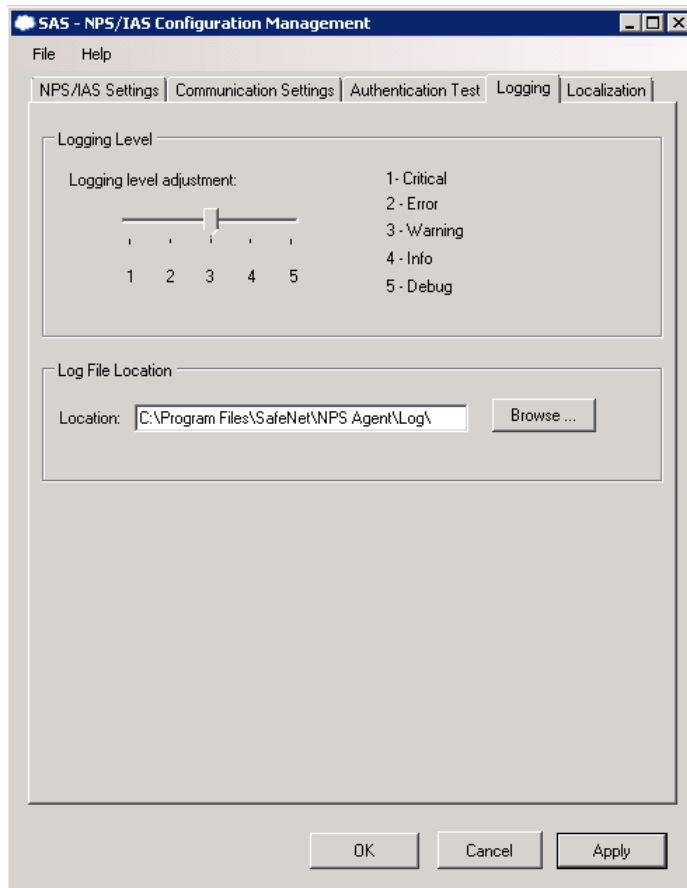 SAS - NPS/IAS Configuration Management
File Help
NPS/IAS Settings Communication Settings Authentication Test Logging Localization
Logging Level
Logging level adjustment:
1 2 3 4 5
1- Critical
2 - Error
3 - Warning
4 - Info
5 - Debug
Log File Location
Location: C:\Program Files\SafeNet\NPS Agent\Log\ Browse ...
OK Cancel Apply